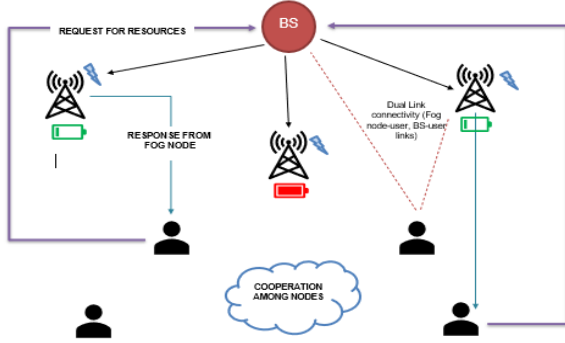 BS
REQUEST FOR RESOURCES
Dual Link
connectivity (Fog
node-user, BS-user
links)
RESPONSE FROM
FOG NODE
COOPERATION
AMONG NODES